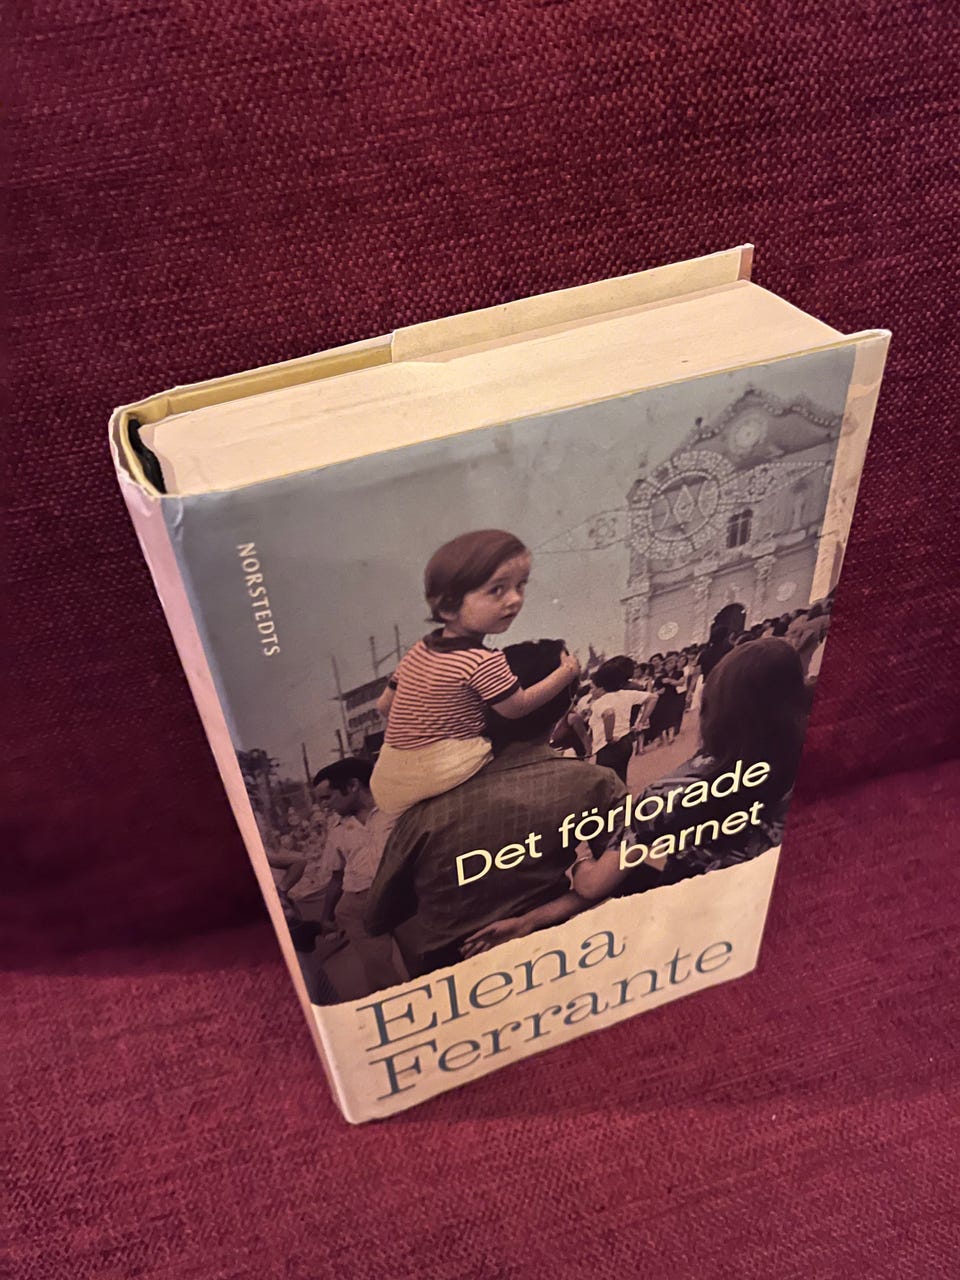 NORSTEDTS
Det förlorade
barnet
Elena
Ferrante